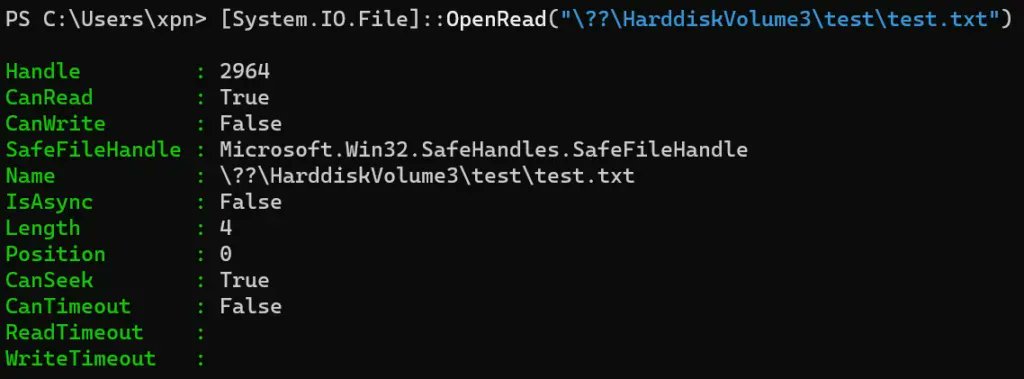 PS C:\Users\xpn> [System.IO.File]::OpenRead("\??\HarddiskVolume3\test\test.txt")
Handle : 2964
CanRead : True
CanWrite : False
SafeFileHandle : Microsoft.Win32.SafeHandles.SafeFileHandle
Name : \??\HarddiskVolume3\test\test.txt
IsAsync : False
Length : 4
Position : 0
CanSeek : True
CanTimeout : False
ReadTimeout :
WriteTimeout :